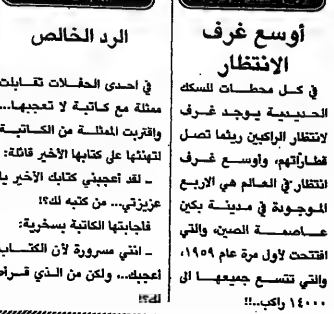 أوسع غرف
الانتظار
في كل محطات للسكك
الحديدية يوجد غرف
لانتظار الراكبين ريثما تصل
قطاراتهم، وأوسع غرف
انتظار في العالم هي الاربع
الموجودة في مدينة بكين
عاصمة الصين، والتي
افتتحت لأول مرة عام ١٩٥٩،
والتي تتسع جميعها الى
١٤٠٠٠ راكب..!!
الرد الخالص
في احدى الحفلات تقابلت
ممثلة مع كاتبة لا تعجبها...
واقتربت الممثلة من الكاتبة
لتهنئها على كتابها الأخير قائلة:
ـ لقد أعجبني كتابك الأخير يا
عزيزتي... من كتبه لك؟!
فاجابتها الكاتبة بسخرية:
ـ انني مسرورة لأن الكتاب
أعجبك... ولكن من الذي قرأه
لك؟!